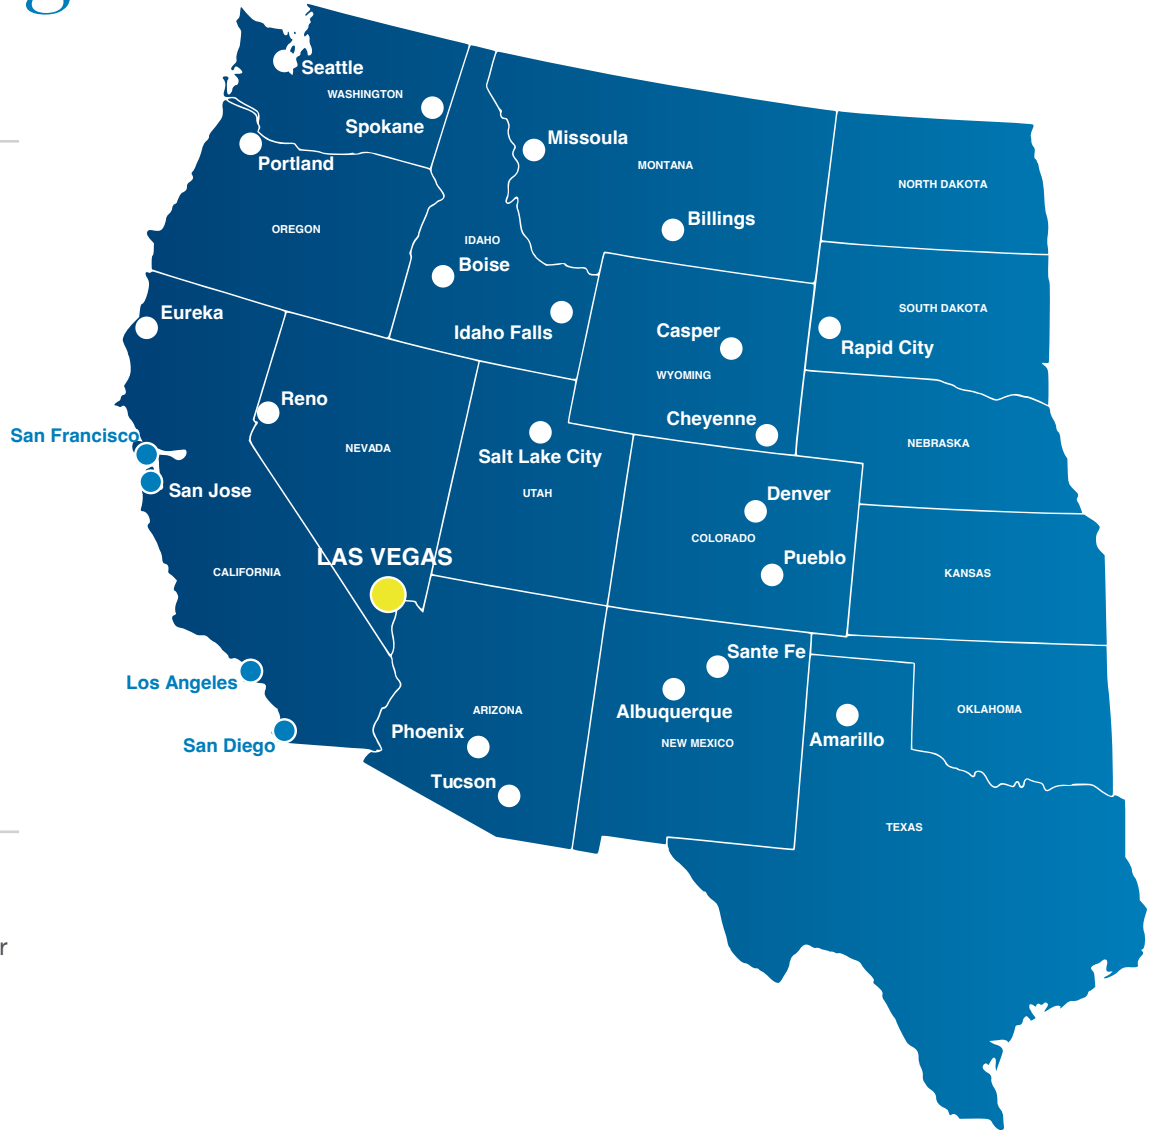 g
Seattle
WASHINGTON
Spokane
Missoula
Portland
MONTANA
NORTH DAKOTA
Billings
OREGON
IDAHO
Boise
Eureka
SOUTH DAKOTA
Idaho Falls
Casper
Rapid City
WYOMING
Reno
Cheyenne
San Francisco
NEVADA
Salt Lake City
NEBRASKA
San Jose
UTAH
Denver
COLORADO
LAS VEGAS
Pueblo
CALIFORNIA
KANSAS
Sante Fe
Los Angeles
Albuquerque
ARIZONA
OKLAHOMA
Phoenix
NEW MEXICO
Amarillo
San Diego
Tucson
TEXAS
r